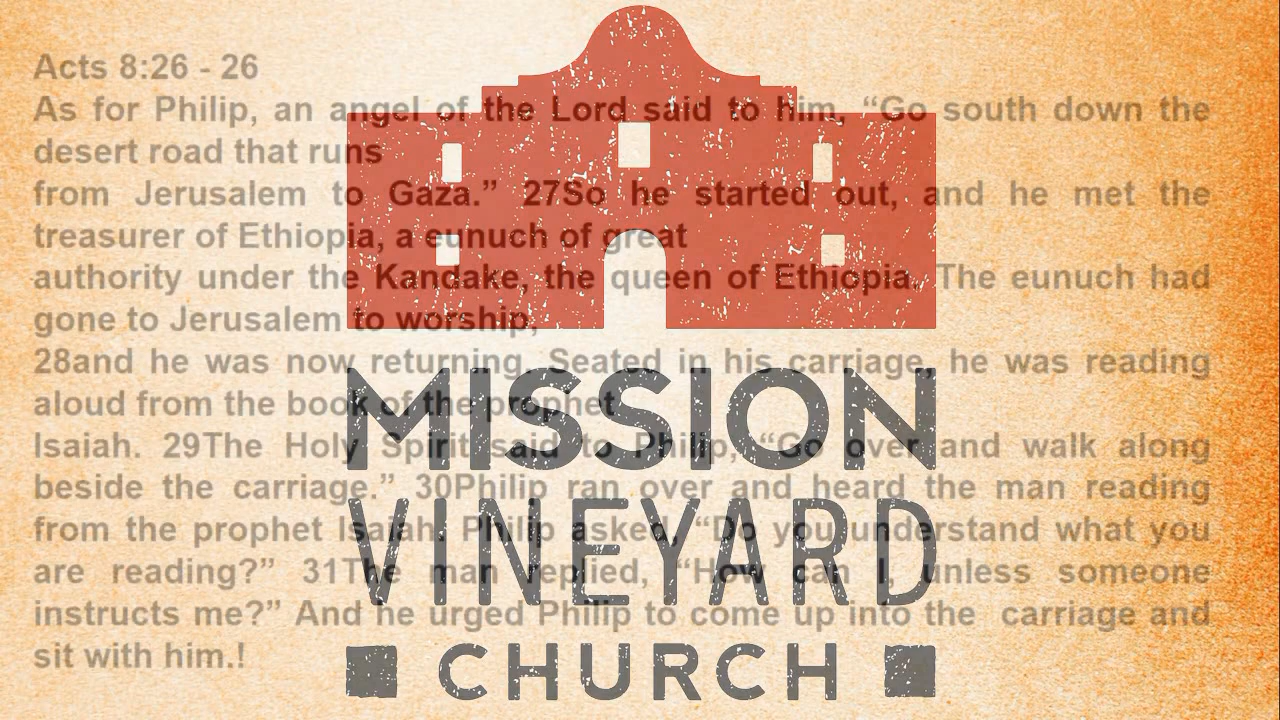 Acts 8:26 - 26
As for Philip, an angel of the Lord said to him, “Go south down the
desert road that runs
from Jerusalem to Gaza.” 27So he started out, and he met the
treasurer of Ethiopia, a eunuch of great
authority under the Kandake, the queen of Ethiopia. The eunuch had
gone to Jerusalem to worship,
28and he was now returning. Seated in his carriage, he was reading
aloud from the book of the prophet
Isaiah. 29The Holy Spirit said to Philip, “Go over and walk along
beside the carriage.” 30Philip ran over and heard the man reading
from the prophet Isaiah. Philip asked, “Do you understand what you
are reading?” 31The man replied, “How can I, unless someone
instructs me?” And he urged Philip to come up into the carriage and
sit with him.!
MISSION
VINEYARD
CHURCH